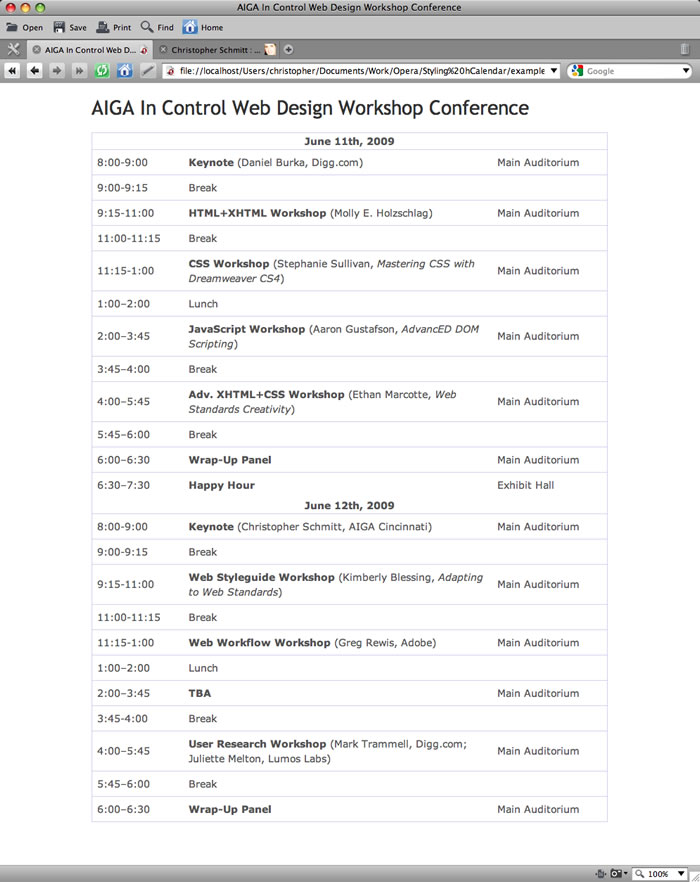 AIGA In Control Web Design Workshop Conference
Open Save Print Find Home
AIGA In Control Web D... Christopher Schmitt : ...
file://localhost/Users/christopher/Documents/Work/Opera/Styling%20hCalendar/example Google
AIGA In Control Web Design Workshop Conference
June 11th, 2009
8:00-9:00 Keynote (Daniel Burka, Digg.com) Main Auditorium
9:00-9:15 Break
9:15-11:00 HTML+XHTML Workshop (Molly E. Holzschlag) Main Auditorium
11:00-11:15 Break
11:15-1:00 CSS Workshop (Stephanie Sullivan, Mastering CSS with
Dreamweaver CS4) Main Auditorium
1:00–2:00 Lunch
2:00–3:45 JavaScript Workshop (Aaron Gustafson, AdvancED DOM
Scripting) Main Auditorium
3:45–4:00 Break
4:00–5:45 Adv. XHTML+CSS Workshop (Ethan Marcotte, Web
Standards Creativity) Main Auditorium
5:45–6:00 Break
6:00–6:30 Wrap-Up Panel Main Auditorium
6:30–7:30 Happy Hour Exhibit Hall
June 12th, 2009
8:00-9:00 Keynote (Christopher Schmitt, AIGA Cincinnati) Main Auditorium
9:00-9:15 Break
9:15-11:00 Web Styleguide Workshop (Kimberly Blessing, Adapting
to Web Standards) Main Auditorium
11:00-11:15 Break
11:15-1:00 Web Workflow Workshop (Greg Rewis, Adobe) Main Auditorium
1:00–2:00 Lunch
2:00–3:45 TBA Main Auditorium
3:45-4:00 Break
4:00–5:45 User Research Workshop (Mark Trammell, Digg.com;
Juliette Melton, Lumos Labs) Main Auditorium
5:45–6:00 Break
6:00–6:30 Wrap-Up Panel Main Auditorium
100%